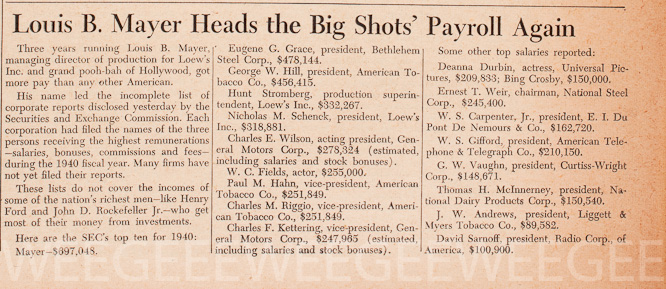 Louis B. Mayer Heads the Big Shots' Payroll Again
Three years running Louis B. Mayer,
managing director of production for Loew's
Inc. and grand pooh-bah of Hollywood, got
more pay than any other American.
His name led the incomplete list of
corporate reports disclosed yesterday by the
Securities and Exchange Commission. Each
corporation had filed the names of the three
persons receiving the highest remunerations
—salaries, bonuses, commissions and fees—
during the 1940 fiscal year. Many firms have
not yet filed their reports.
These lists do not cover the incomes of
some of the nation's richest men—like Henry
Ford and John D. Rockefeller Jr.—who get
most of their money from investments.
Here are the SEC's top ten for 1940:
Mayer—$697,048.
Eugene G. Grace, president, Bethlehem
Steel Corp., $478,144.
George W. Hill, president, American To-
bacco Co., $456,415.
Hunt Stromberg, production superin-
tendent, Loew's Inc., $332,267.
Nicholas M. Schenck, president, Loew's
Inc., $318,881.
Charles E. Wilson, acting president, Gen-
eral Motors Corp., $278,324 (estimated,
including salaries and stock bonuses).
W. C. Fields, actor, $255,000.
Paul M. Hahn, vice-president, American
Tobacco Co., $251,849.
Charles M. Riggio, vice-president, Ameri-
can Tobacco Co., $251,849.
Charles F. Kettering, vice-president, Gen-
eral Motors Corp., $247,965 (estimated,
including salaries and stock bonuses).
Some other top salaries reported:
Deanna Durbin, actress, Universal Pic-
tures, $209,833; Bing Crosby, $150,000.
Ernest T. Weir, chairman, National Steel
Corp., $245,400.
W. S. Carpenter, Jr., president, E. I. Du
Pont De Nemours & Co., $162,720.
W. S. Gifford, president, American Tele-
phone & Telegraph Co., $210,150.
G. W. Vaughn, president, Curtiss-Wright
Corp., $148,671.
Thomas H. McInnerney, president, Na-
tional Dairy Products Corp., $150,540.
J. W. Andrews, president, Liggett &
Myers Tobacco Co., $89,582.
David Sarnoff, president, Radio Corp., of
America, $100,900.
WEEGEE WEEGEE WEEGEE WEEGEE